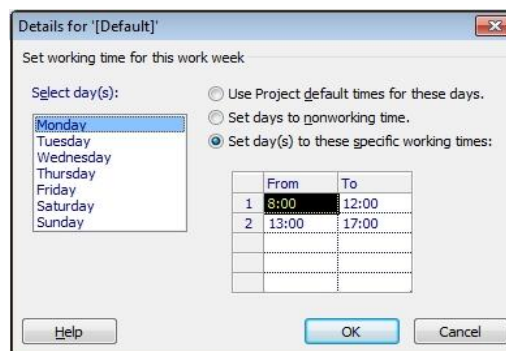 Details for '[Default]'
Set working time for this work week
Select day(s):
Monday
Tuesday
Wednesday
Thursday
Friday
Saturday
Sunday
Use Project default times for these days.
Set days to nonworking time.
Set day(s) to these specific working times:
From To
1 8:00 12:00
2 13:00 17:00
Help OK Cancel